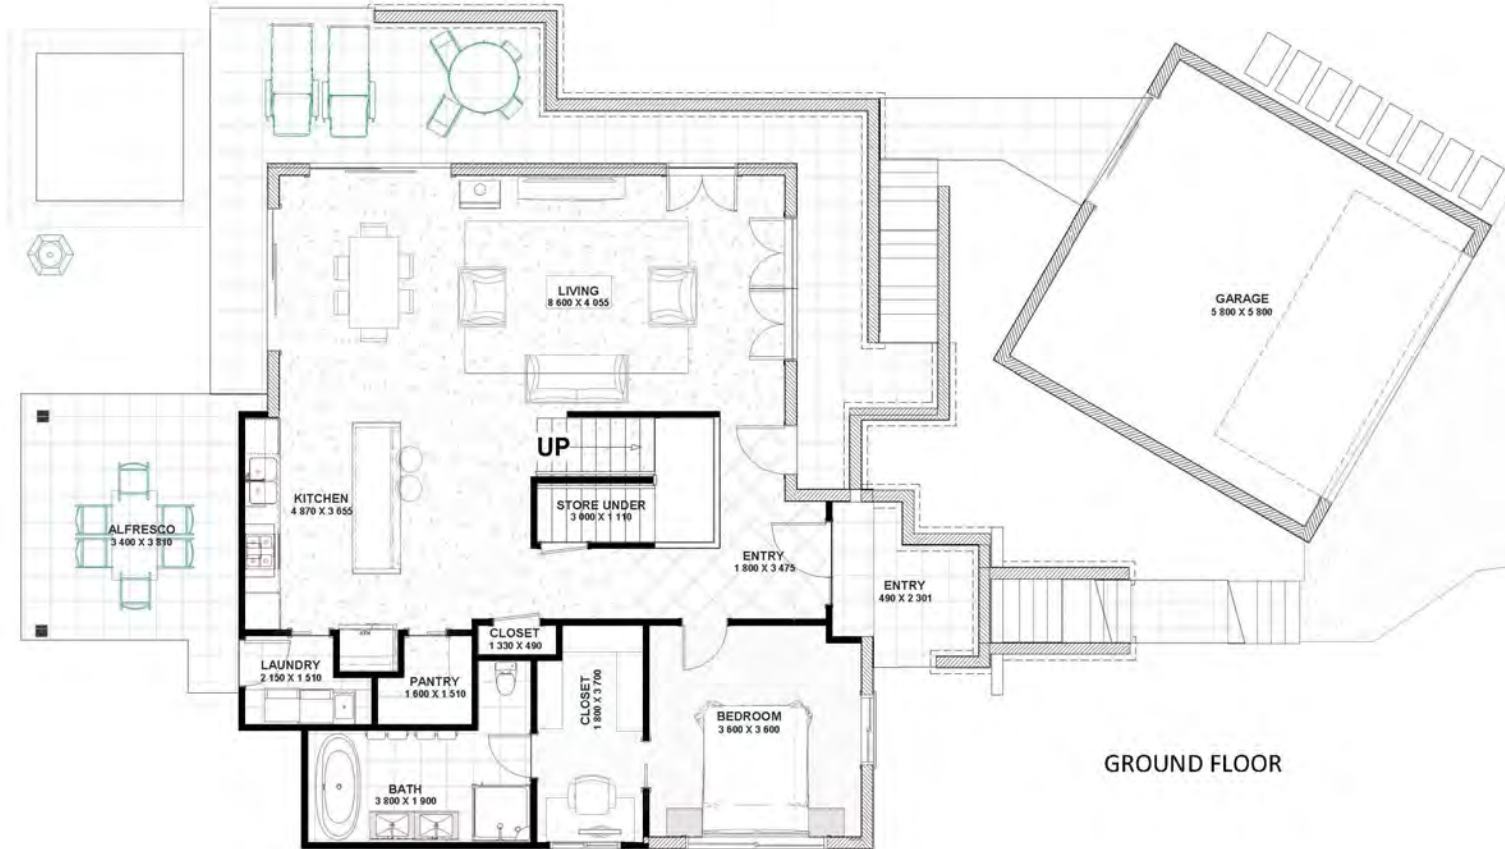 LIVING
8 600 X 4 055
GARAGE
5 800 X 5 800
UP
KITCHEN
4 870 X 3 655
STORE UNDER
3 000 X 1 110
ALFRESCO
3 400 X 3 810
ENTRY
1 800 X 3 475
ENTRY
490 X 2 301
CLOSET
1 330 X 490
LAUNDRY
2 150 X 1 510
PANTRY
1 600 X 1 510
CLOSET
1 800 X 3 700
BEDROOM
3 600 X 3 600
GROUND FLOOR
BATH
3 800 X 1 900